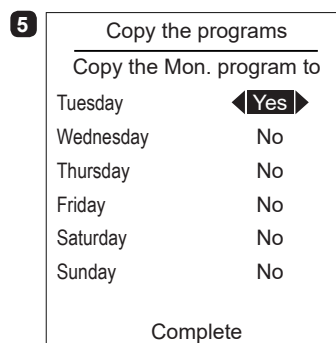 5
Copy the programs
Copy the Mon. program to
Tuesday Yes
Wednesday No
Thursday No
Friday No
Saturday No
Sunday No
Complete